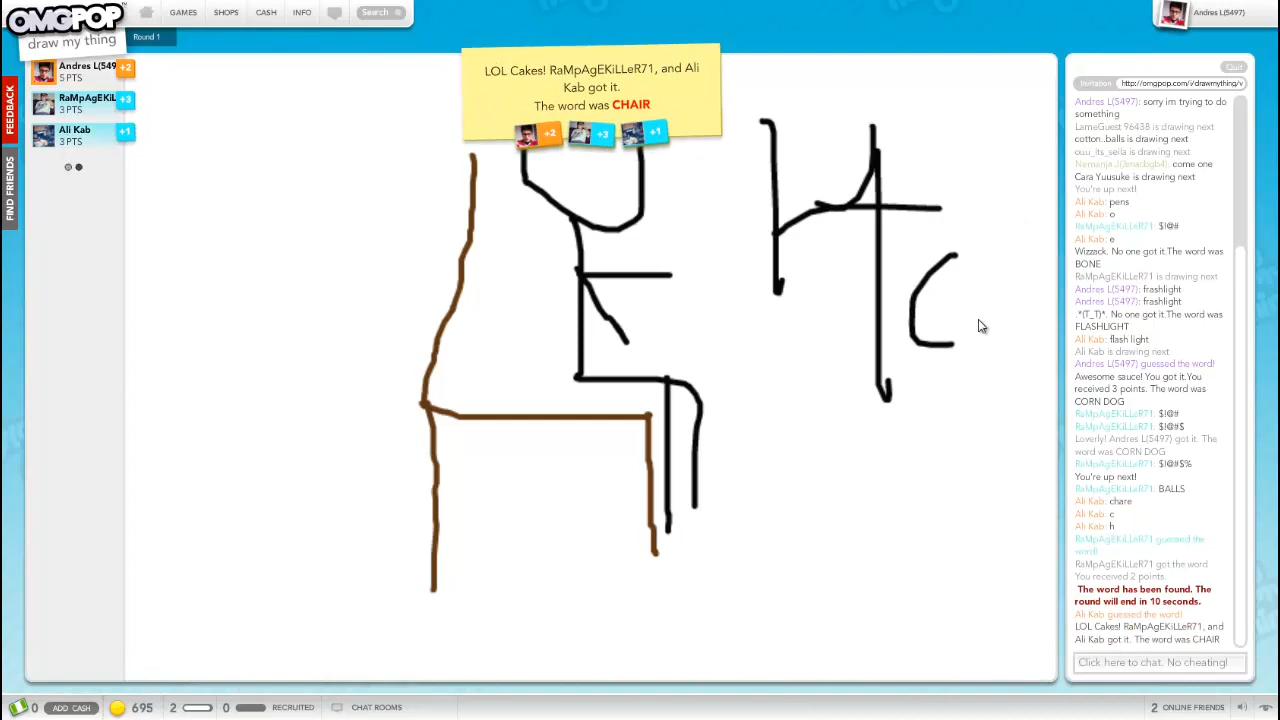 OMGPOP
draw my thing
GAMES
SHOPS
CASH
INFO
Search
Andres L(5497)
Round 1
FEEDBACK
FIND FRIENDS
Andres L(549
5 PTS
+2
RaMpAgEKiL
3 PTS
+3
Ali Kab
3 PTS
+1
LOL Cakes! RaMpAgEKiLLeR71, and Ali
Kab got it.
The word was CHAIR
+2
+3
+1
Quit
Invitation
http://omgpop.com/i/drawmything/v
Andres L(5497): sorry im trying to do
something
LameGuest 96438 is drawing next
cotton..balls is drawing next
ouu_its_seila is drawing next
come one
Cara Yuusuke is drawing next
You're up next!
Ali Kab: pens
Ali Kab: o
RaMpAgEKiLLeR71: $!@#
Ali Kab: e
Wizzack. No one got it.The word was
BONE
RaMpAgEKiLLeR71 is drawing next
Andres L(5497): frashlight
Andres L(5497): frashlight
.*(T_T)*. No one got it.The word was
FLASHLIGHT
Ali Kab: flash light
Ali Kab is drawing next
Andres L(5497) guessed the word!
Awesome sauce!You got it.You
received 3 points. The word was
CORN DOG
RaMpAgEKiLLeR71: $!@#
RaMpAgEKiLLeR71: $!@#$
Loverly! Andres L(5497) got it. The
word was CORN DOG
RaMpAgEKiLLeR71: $!@#$%
You're up next!
RaMpAgEKiLLeR71: BALLS
Ali Kab: chare
Ali Kab: c
Ali Kab: h
RaMpAgEKiLLeR71 guessed the
word!
RaMpAgEKiLLeR71 got the word
You received 2 points.
The word has been found. The
round will end in 10 seconds.
Ali Kab guessed the word!
LOL Cakes! RaMpAgEKiLLeR71, and
Ali Kab got it. The word was CHAIR
Click here to chat. No cheating!
0
ADD CASH
695
2
0
RECRUITED
CHAT ROOMS
2 ONLINE FRIENDS